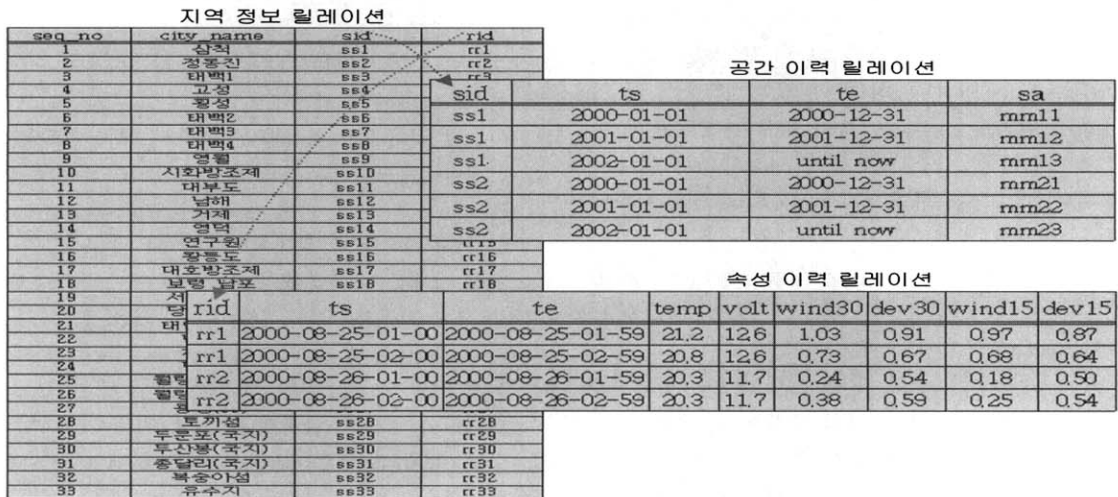 지역 정보 릴레이션
seq_no city_name sid rid
1 삼척 ss1 rr1
2 정동진 ss2 rr2
3 태백1 ss3 rr3
4 고성 ss4
5 횡성 ss5
6 태백2 ss6
7 태백3 ss7
8 태백4 ss8
9 영월 ss9
10 시화방조제 ss10
11 대부도 ss11
12 남해 ss12
13 거제 ss13
14 영덕 ss14
15 연구원 ss15 rr15
16 황등도 ss16 rr16
17 대호방조제 ss17 rr17
18 보령 남포 ss18 rr18
19
20
21
22
23
24
25
26
27
28 토끼섬 ss28 rr28
29 두문포(국지) ss29 rr29
30 두산봉(국지) ss30 rr30
31 종달리(국지) ss31 rr31
32 복숭아섬 ss32 rr32
33 유수지 ss33 rr33
공간 이력 릴레이션
sid ts te sa
ss1 2000-01-01 2000-12-31 mm11
ss1 2001-01-01 2001-12-31 mm12
ss1 2002-01-01 until now mm13
ss2 2000-01-01 2000-12-31 mm21
ss2 2001-01-01 2001-12-31 mm22
ss2 2002-01-01 until now mm23
속성 이력 릴레이션
rid ts te temp volt wind30 dev30 wind15 dev15
rr1 2000-08-25-01-00 2000-08-25-01-59 21,2 12,6 1,03 0,91 0,97 0,87
rr1 2000-08-25-02-00 2000-08-25-02-59 20,8 12,6 0,73 0,67 0,68 0,64
rr2 2000-08-26-01-00 2000-08-26-01-59 20,3 11,7 0,24 0,54 0,18 0,50
rr2 2000-08-26-02-00 2000-08-26-02-59 20,3 11,7 0,38 0,59 0,25 0,54